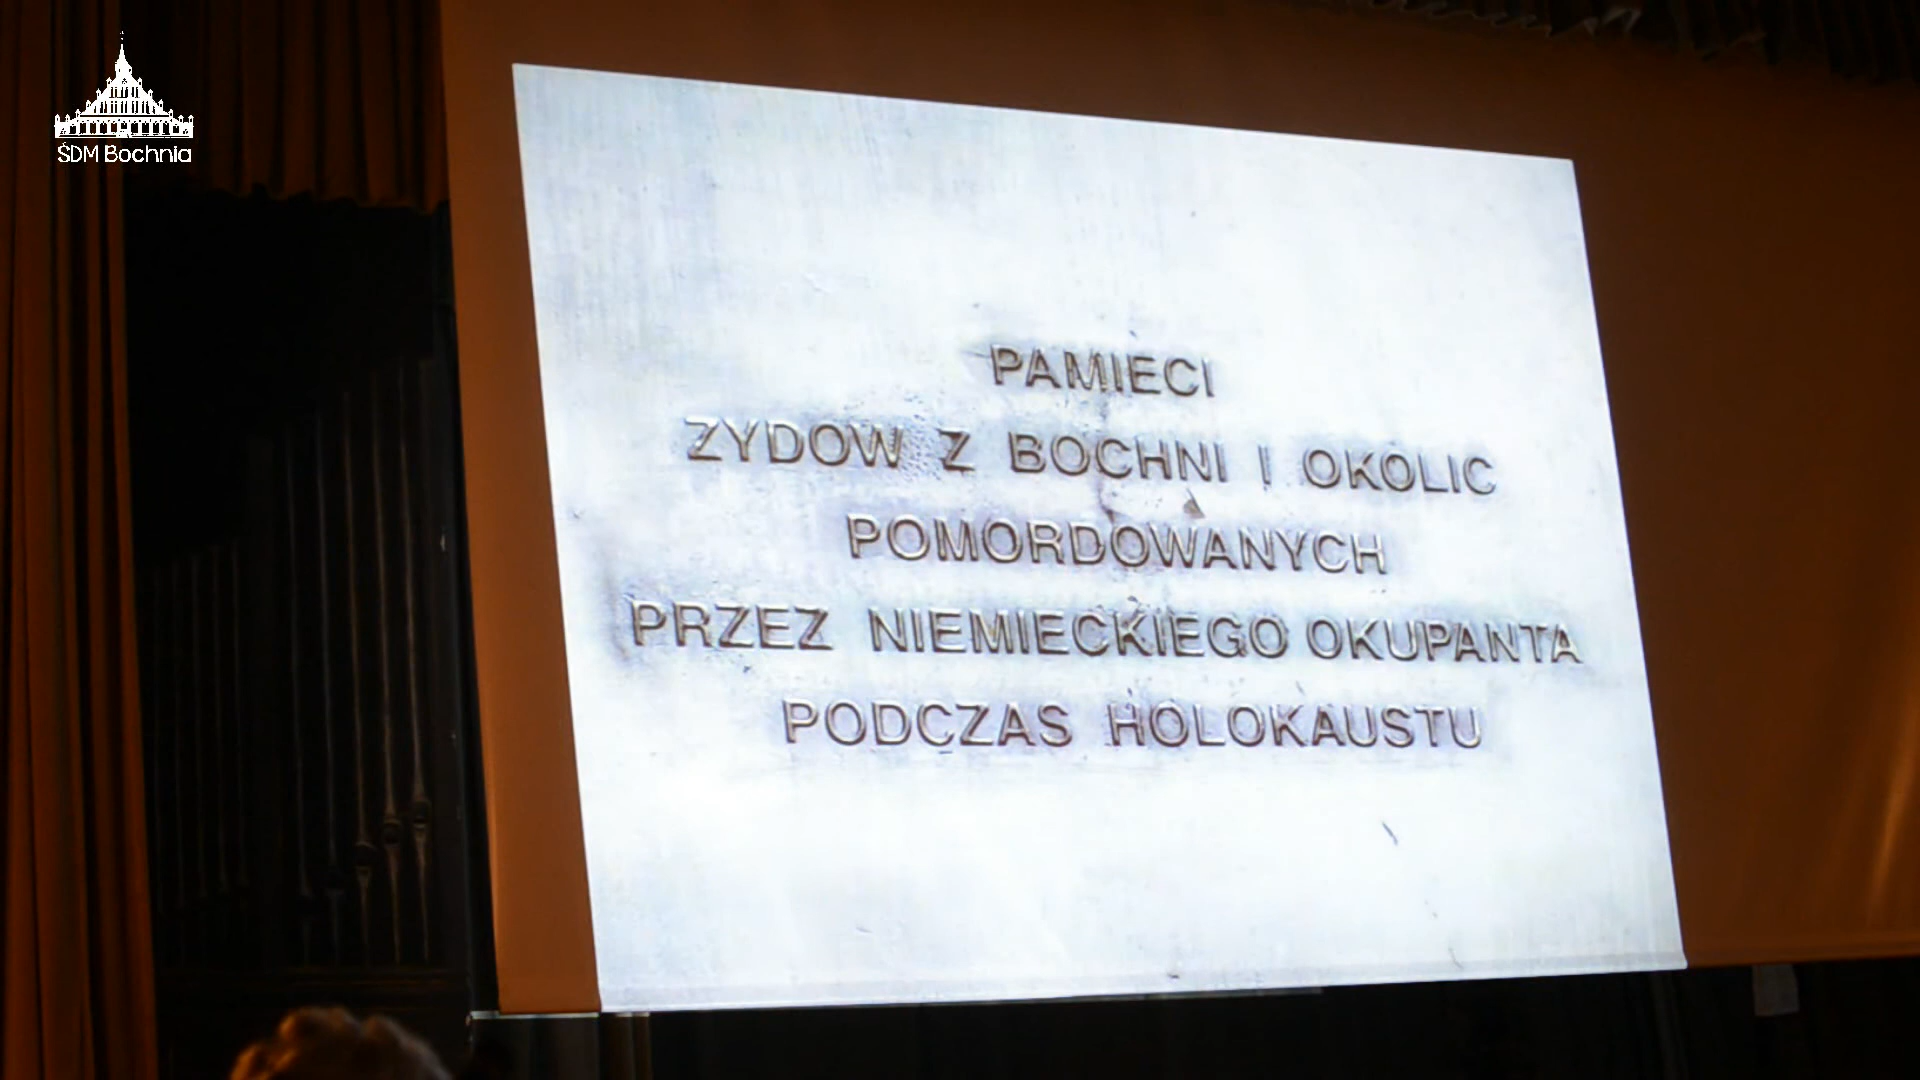 ŚDM Bochnia
PAMIECI
ZYDOW Z BOCHNI I OKOLIC
POMORDOWANYCH
PRZEZ NIEMIECKIEGO OKUPANTA
PODCZAS HOLOKAUSTU